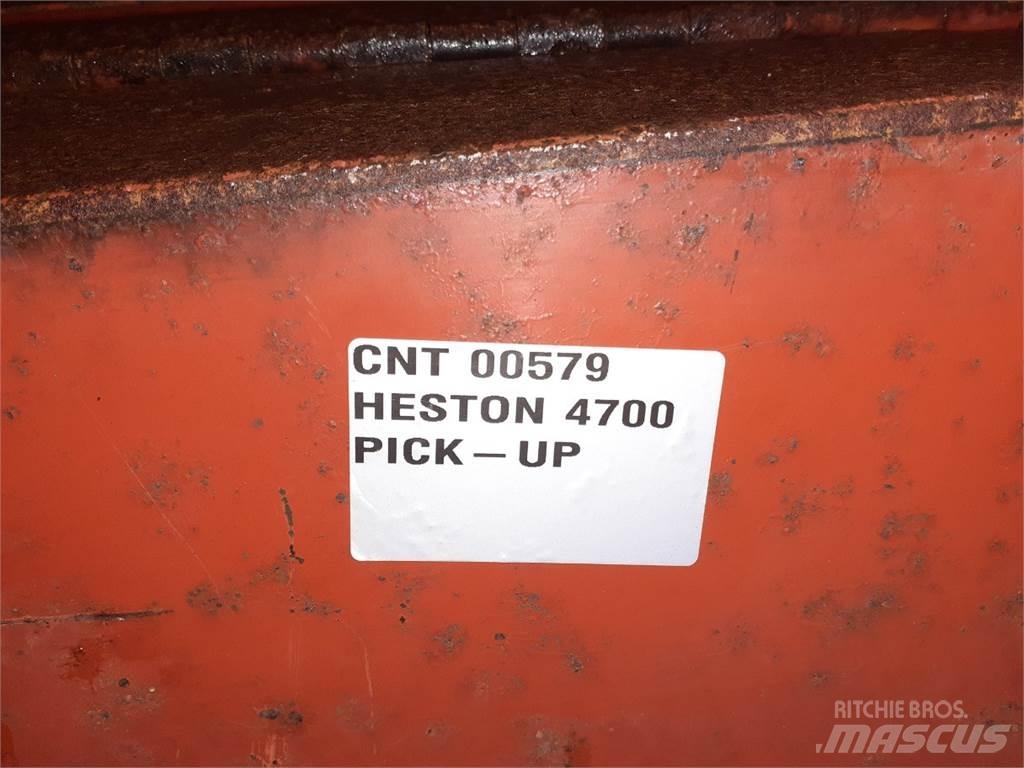 CNT 00579
HESTON 4700
PICK – UP
RITCHIE BROS.
MASCUS